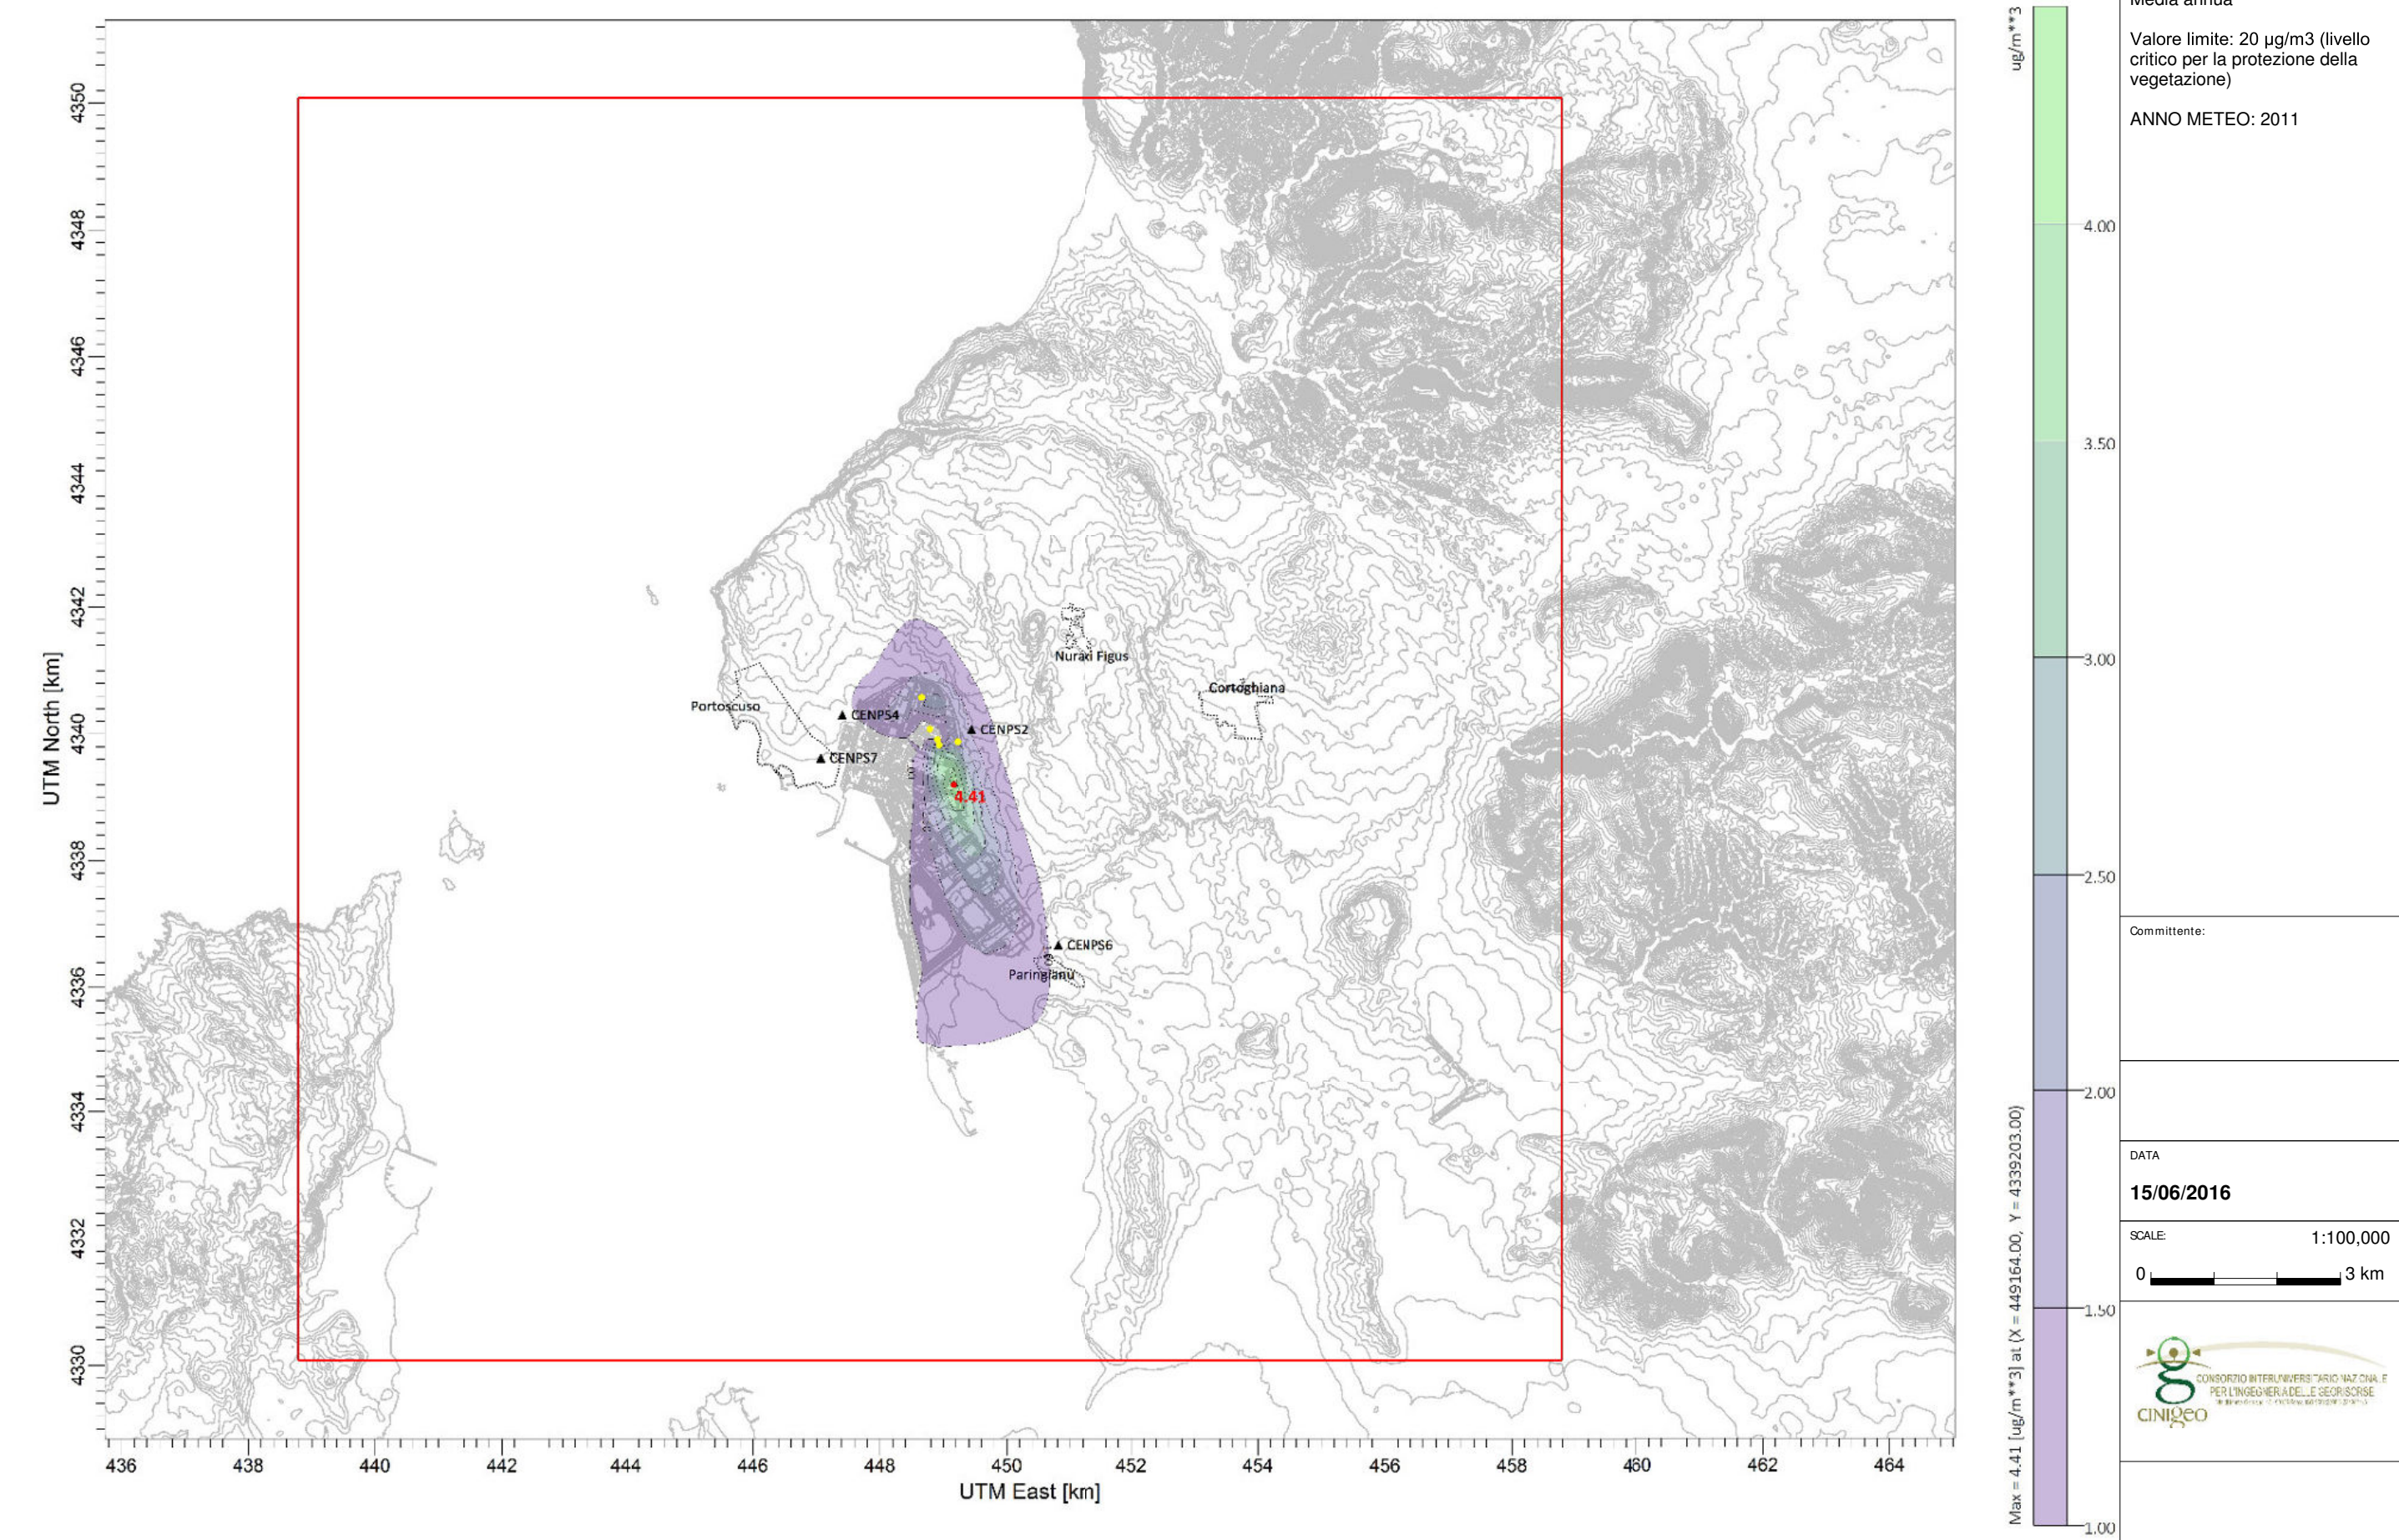 Media annua
Valore limite: 20 µg/m3 (livello
critico per la protezione della
vegetazione)
ANNO METEO: 2011
ug/m**3
4.00
3.50
3.00
2.50
2.00
1.50
1.00
Max = 4.41 [ug/m**3] at (X = 449164.00, Y = 4339203.00)
UTM North [km]
4350
4348
4346
4344
4342
4340
4338
4336
4334
4332
4330
Nuraxi Figus
Cortoghiana
Portoscuso
CENPS4
CENPS2
CENPS7
4.41
CENPS6
Paringianu
436
438
440
442
444
446
448
450
452
454
456
458
460
462
464
UTM East [km]
Committente:
DATA
15/06/2016
SCALE:
1:100,000
0
3 km
CONSORZIO INTERUNIVERSITARIO NAZIONALE
PER L'INGEGNERIA DELLE GEORISORSE
CINIGEO